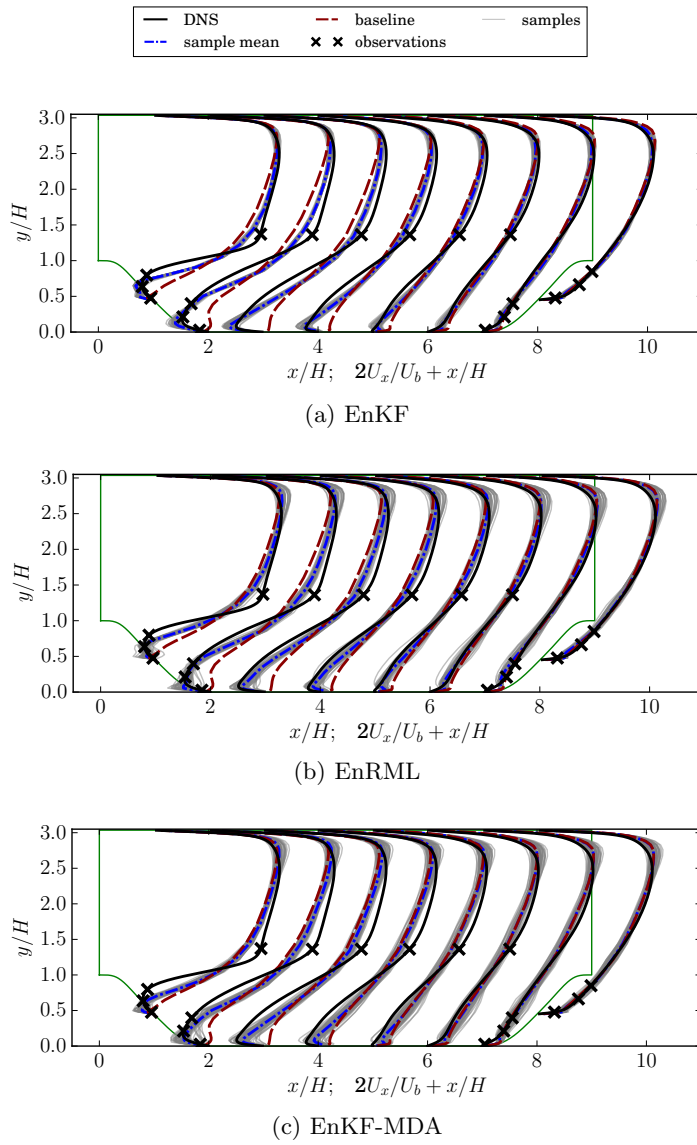 DNS baseline samples
sample mean observations
3.0
2.5
2.0
1.5
1.0
0.5
0.0
y/H
0 2 4 6 8 10
x/H; 2U_x/U_b + x/H
(a) EnKF
3.0
2.5
2.0
1.5
1.0
0.5
0.0
y/H
0 2 4 6 8 10
x/H; 2U_x/U_b + x/H
(b) EnRML
3.0
2.5
2.0
1.5
1.0
0.5
0.0
y/H
0 2 4 6 8 10
x/H; 2U_x/U_b + x/H
(c) EnKF-MDA